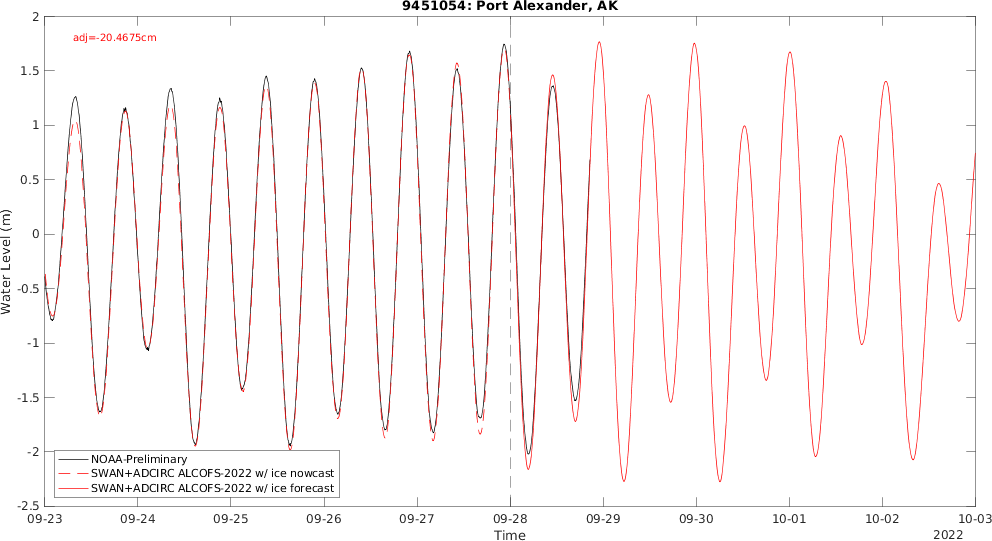 9451054: Port Alexander, AK
adj=-20.4675cm
Water Level (m)
2
1.5
1
0.5
0
-0.5
-1
-1.5
-2
-2.5
NOAA-Preliminary
SWAN+ADCIRC ALCOFS-2022 w/ ice nowcast
SWAN+ADCIRC ALCOFS-2022 w/ ice forecast
09-23 09-24 09-25 09-26 09-27 09-28 09-29 09-30 10-01 10-02 10-03
Time
2022